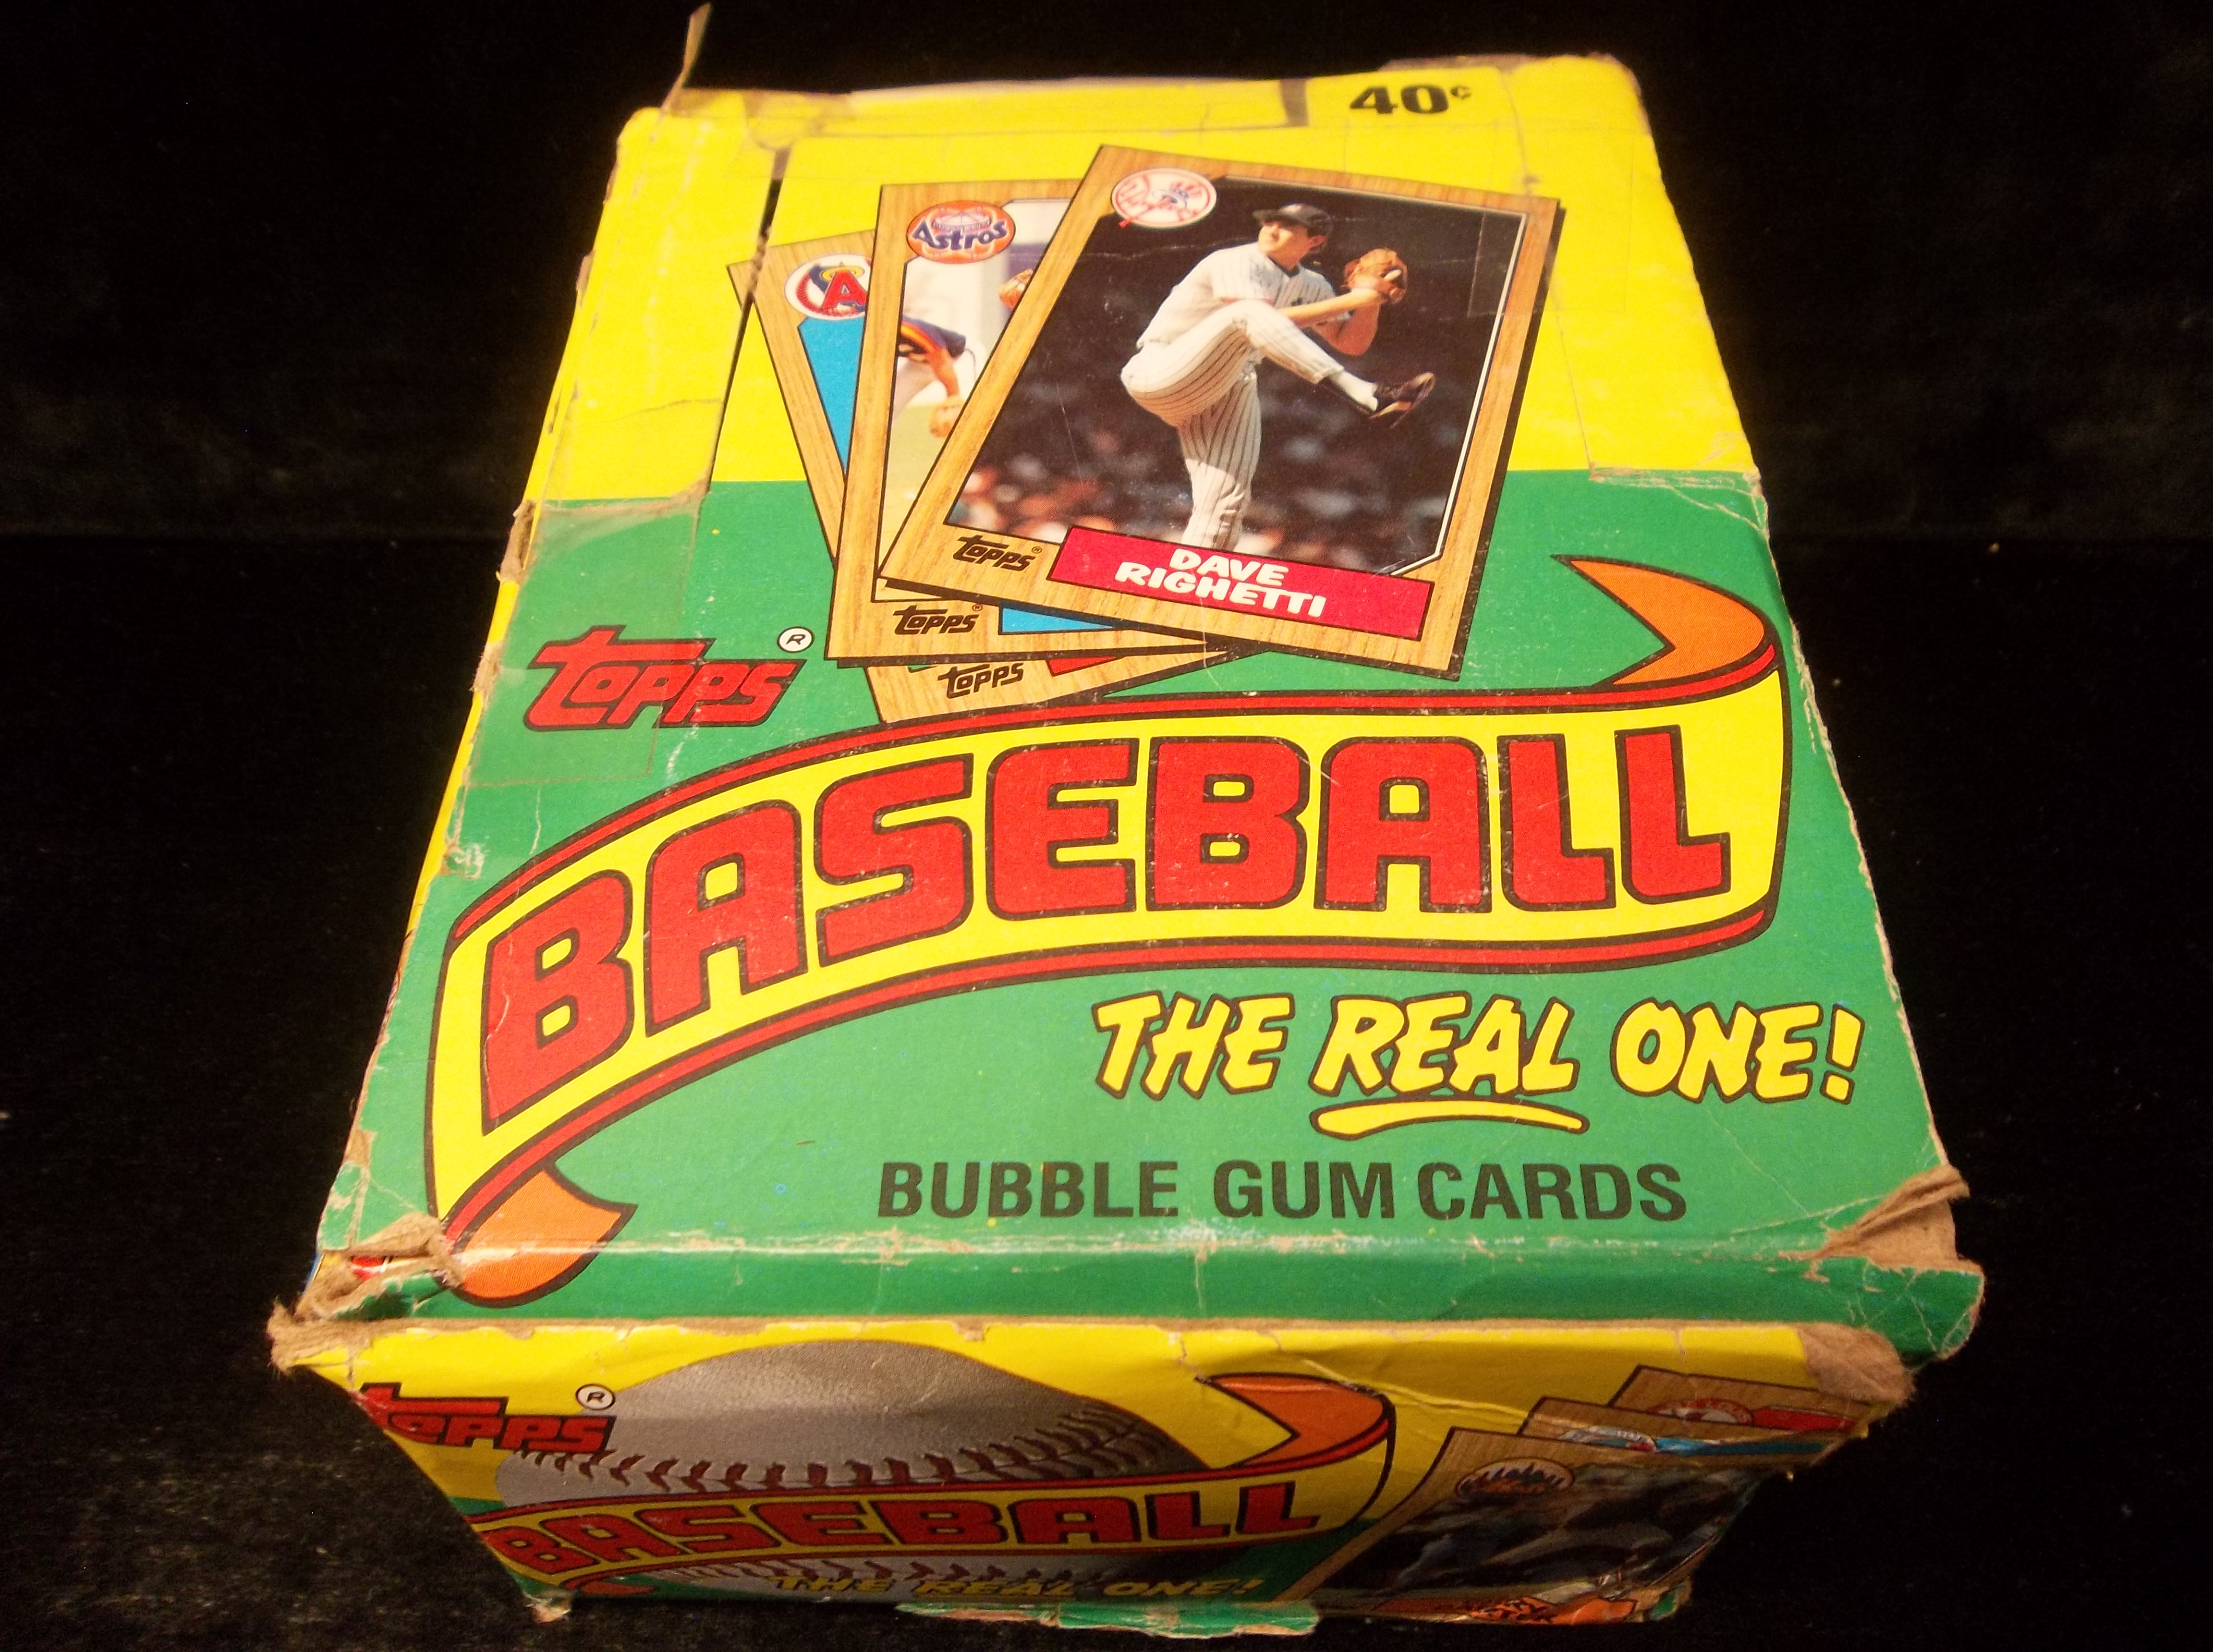 40¢
Yankees
Astros
A
topps®
DAVE
RIGHETTI
topps®
topps
topps®
BASEBALL
THE REAL ONE!
BUBBLE GUM CARDS
topps®
BASEBALL
THE REAL ONE!